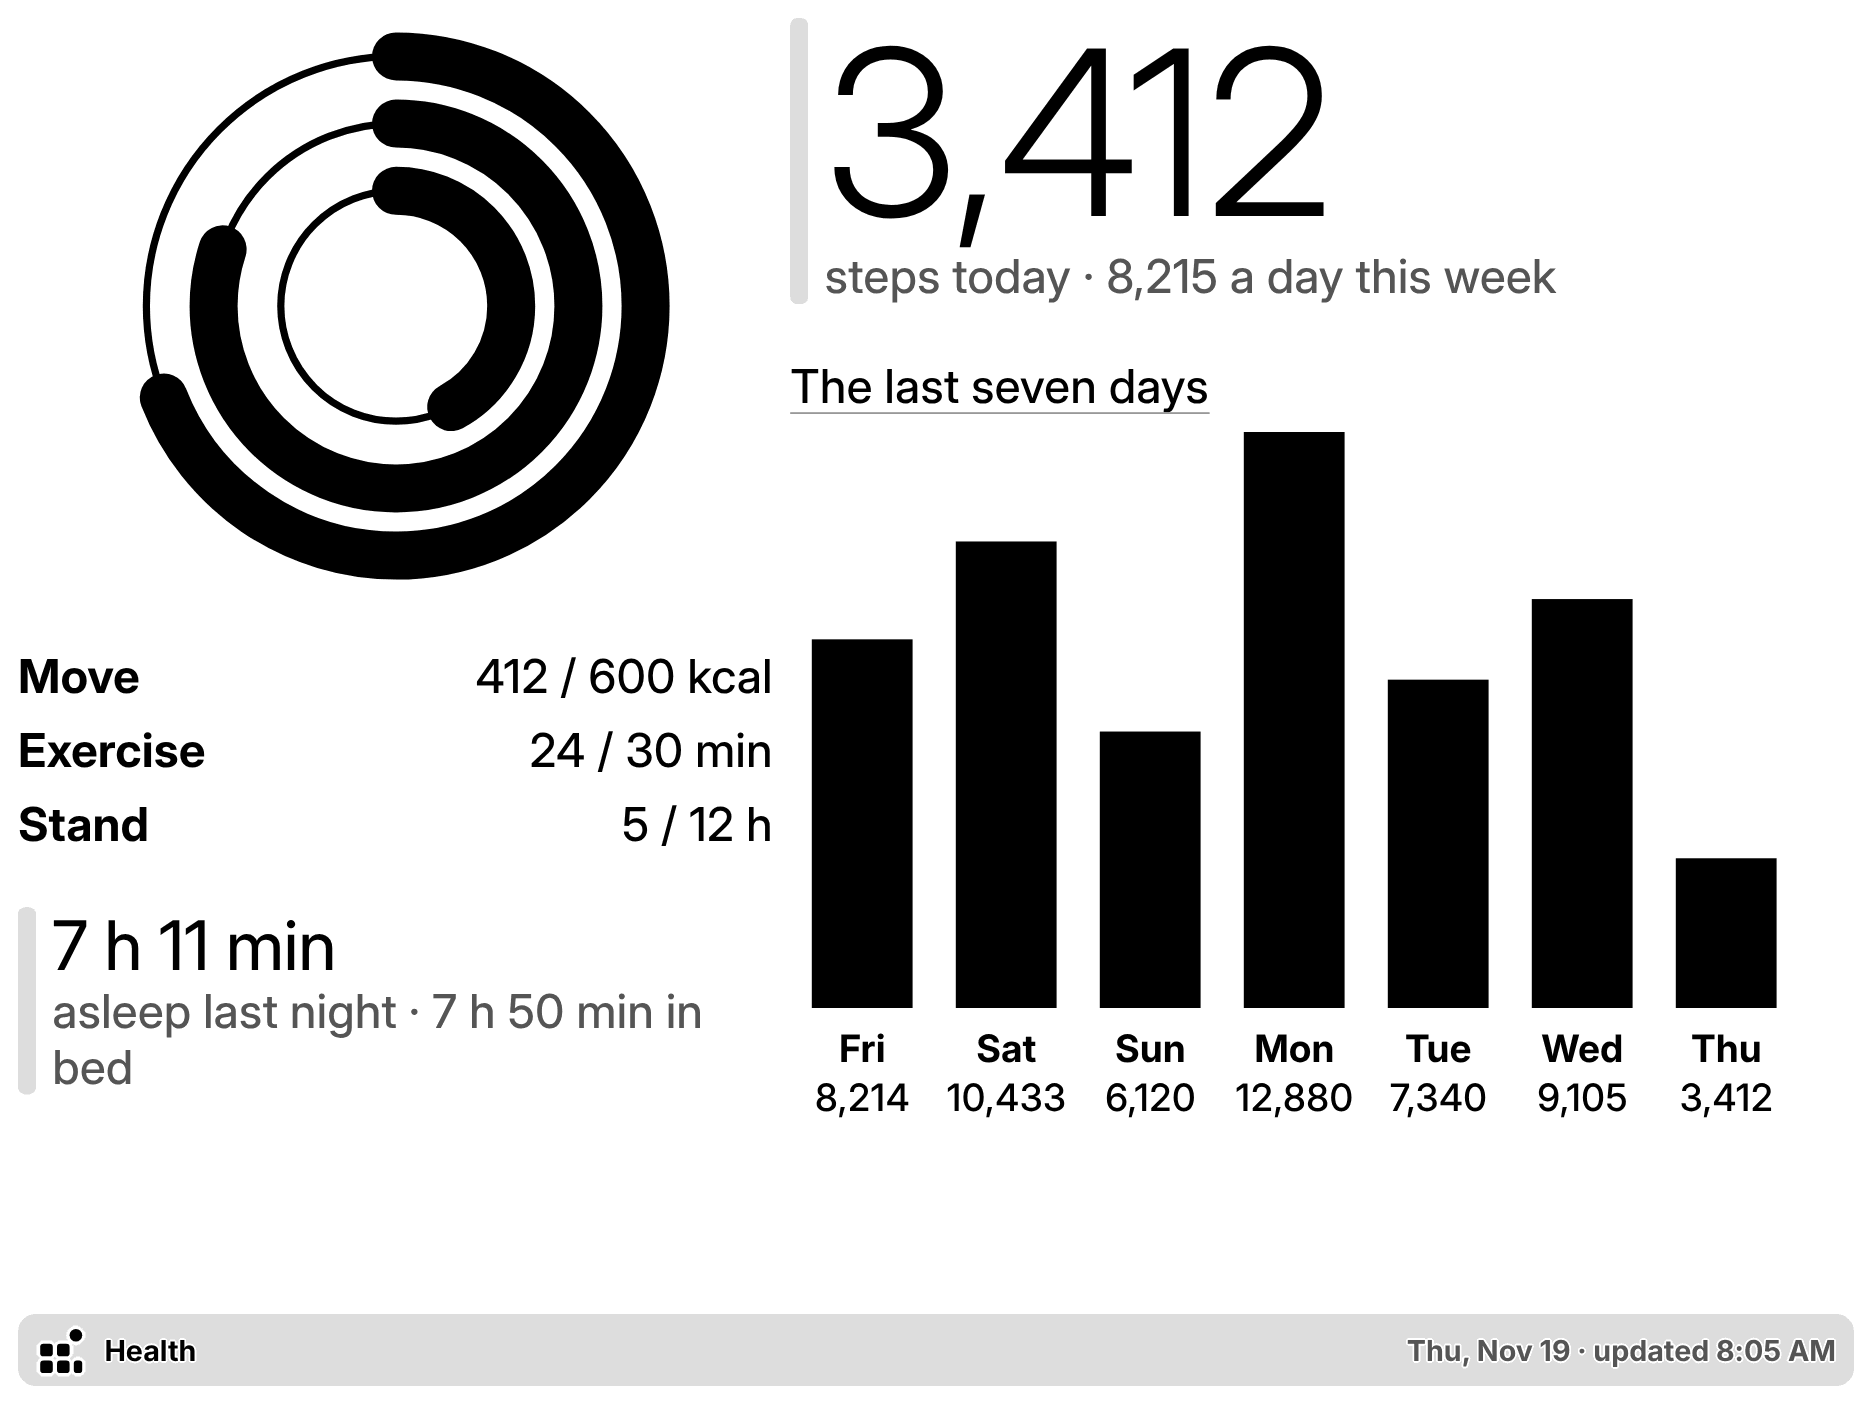 Move 412 / 600 kcal
Exercise 24 / 30 min
Stand 5 / 12 h
7 h 11 min
asleep last night · 7 h 50 min in
bed
3,412
steps today · 8,215 a day this week
The last seven days
Fri Sat Sun Mon Tue Wed Thu
8,214 10,433 6,120 12,880 7,340 9,105 3,412
Health Thu, Nov 19 · updated 8:05 AM